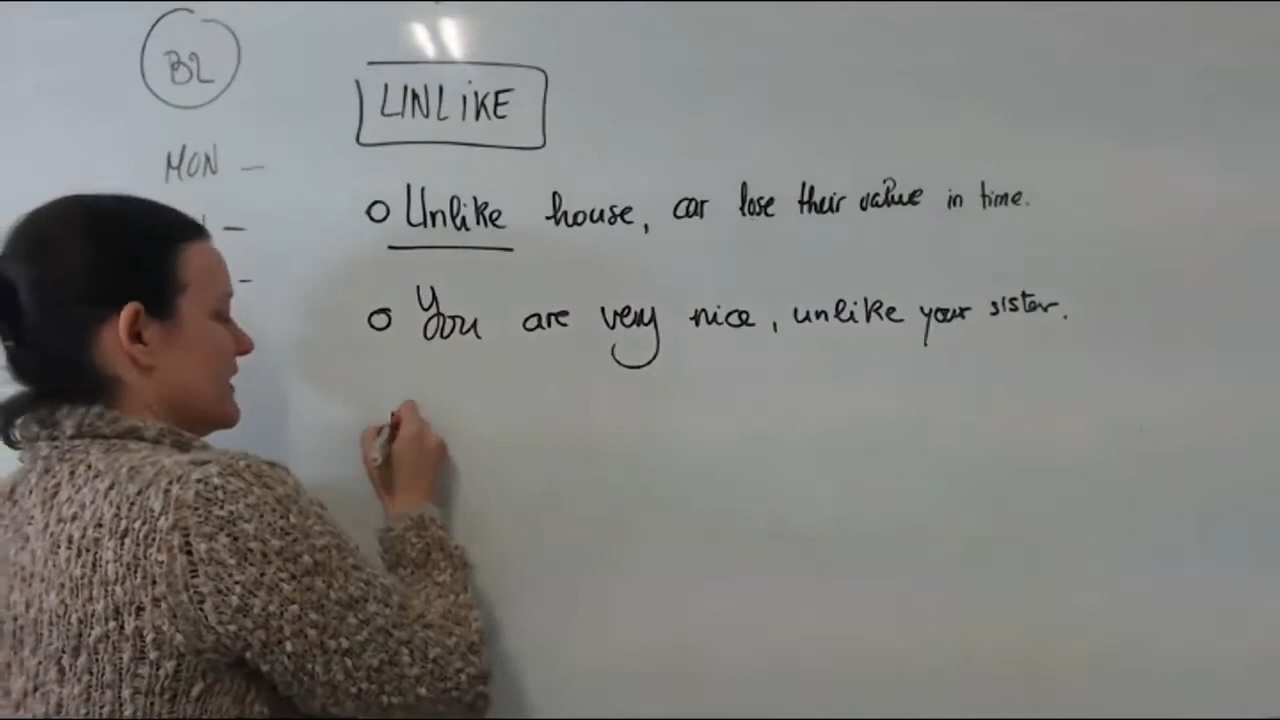 B2
UNLIKE
MON –
Unlike house, car lose their value in time.
You are very nice, unlike your sister.